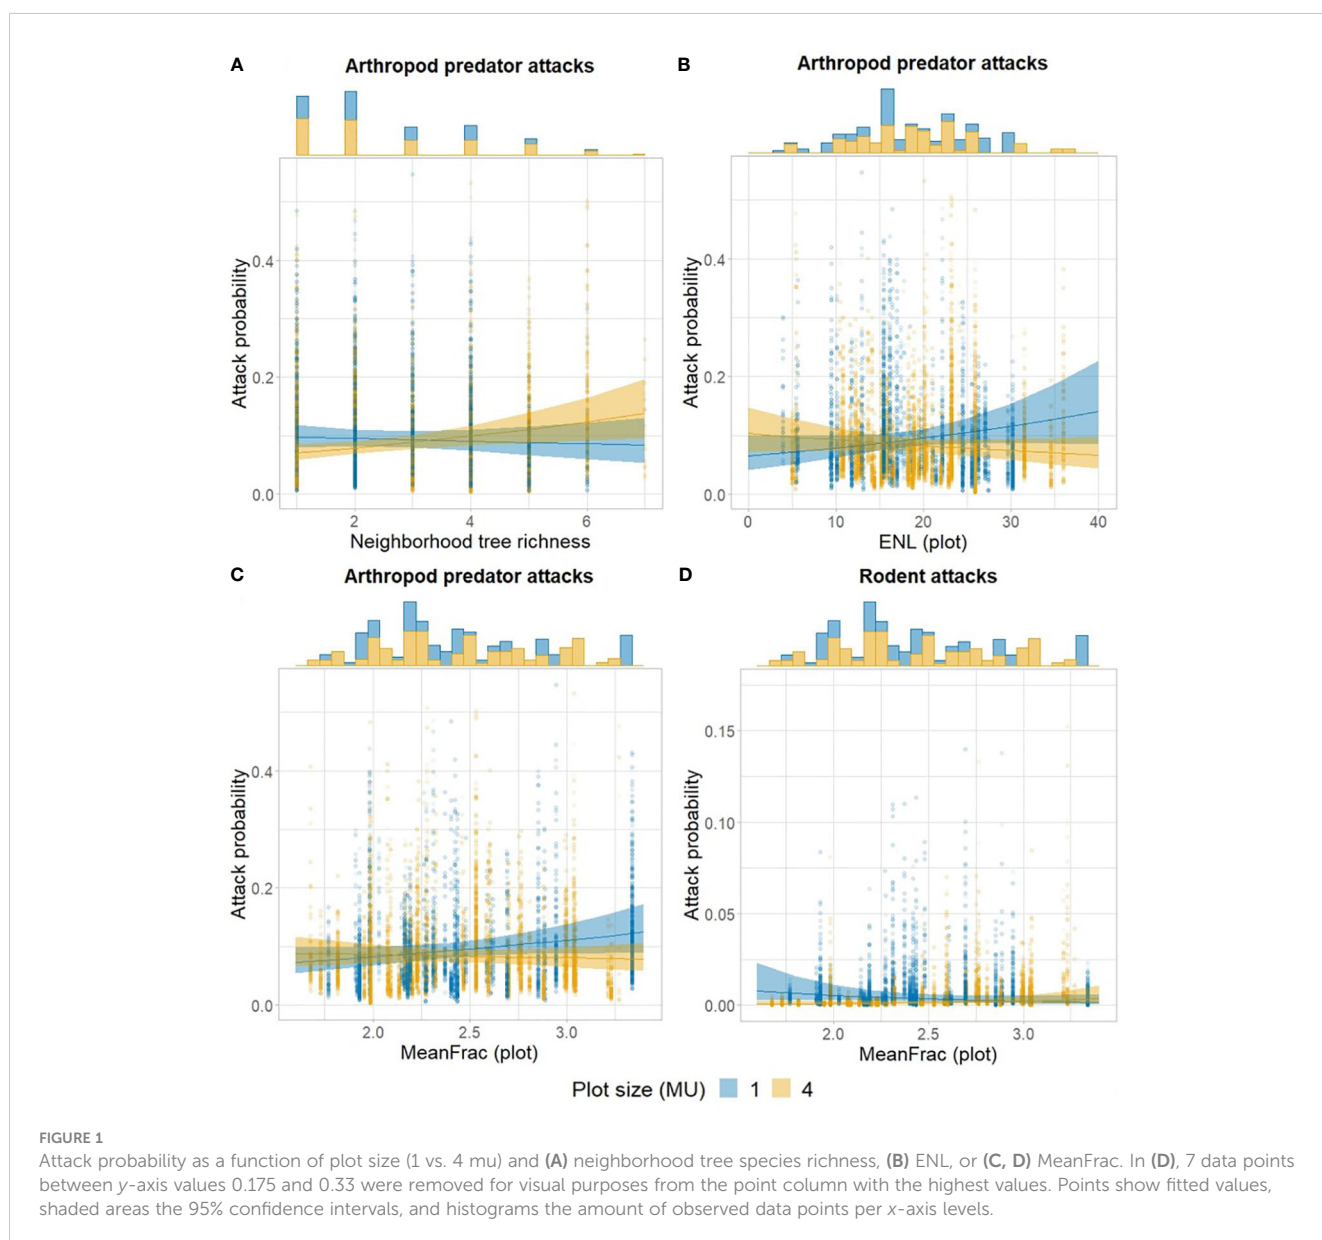 A
Arthropod predator attacks
B
Arthropod predator attacks
Attack probability
0.4
0.2
0.0
2
4
6
Neighborhood tree richness
Attack probability
0.4
0.2
0.0
0
10
20
30
40
ENL (plot)
C
Arthropod predator attacks
D
Rodent attacks
Attack probability
0.4
0.2
0.0
2.0
2.5
3.0
MeanFrac (plot)
Attack probability
0.15
0.10
0.05
0.00
2.0
2.5
3.0
MeanFrac (plot)
Plot size (MU) 1 4
FIGURE 1
Attack probability as a function of plot size (1 vs. 4 mu) and (A) neighborhood tree species richness, (B) ENL, or (C, D) MeanFrac. In (D), 7 data points
between y-axis values 0.175 and 0.33 were removed for visual purposes from the point column with the highest values. Points show fitted values,
shaded areas the 95% confidence intervals, and histograms the amount of observed data points per x-axis levels.